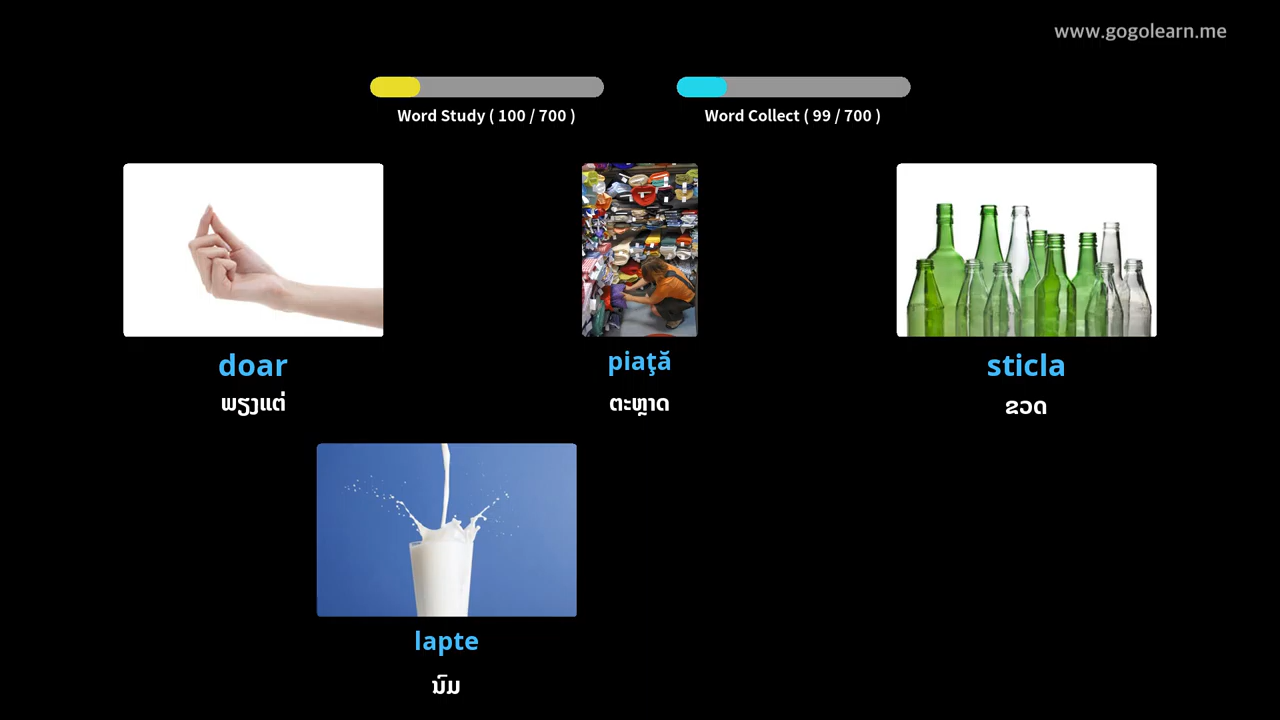 www.gogolearn.me
Word Study ( 100 / 700 )
Word Collect ( 99 / 700 )
doar
ພຽງແຕ່
piaţă
ຕະຫຼາດ
sticla
ຂວດ
lapte
ນົມ